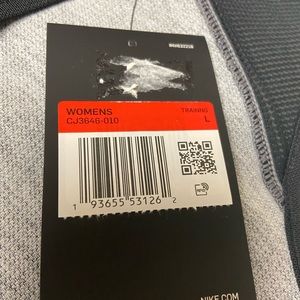 WOMENS TRAINING
CJ3646-010 L
1 93655 53126 2
NIKE.COM